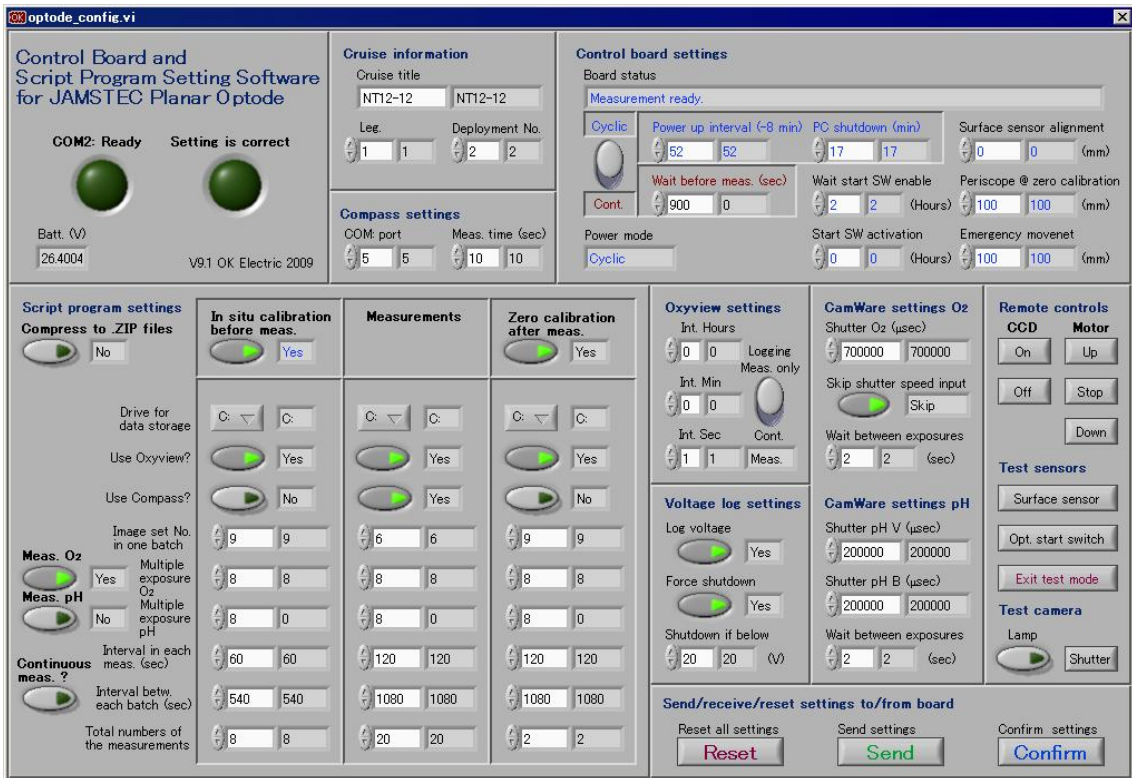 optode_config.vi
Control Board and
Script Program Setting Software
for JAMSTEC Planar Optode
COM2: Ready
Setting is correct
Batt. (V)
26.4004
V9.1 OK Electric 2009
Cruise information
Cruise title
NT12-12 NT12-12
Leg. Deployment No.
1 1 2 2
Compass settings
COM: port Meas. time (sec)
5 5 10 10
Control board settings
Board status
Measurement ready.
Cyclic
Cont.
Power up interval (-8 min) PC shutdown (min)
52 52 17 17
Wait before meas. (sec)
900 0
Power mode
Cyclic
Surface sensor alignment
0 0 (mm)
Wait start SW enable Periscope @ zero calibration
2 2 (Hours) 100 100 (mm)
Start SW activation Emergency movenet
0 0 (Hours) 100 100 (mm)
Script program settings
Compress to .ZIP files
No
In situ calibration
before meas.
Yes
Measurements
Zero calibration
after meas.
Yes
Drive for
data storage
C: C: C: C: C: C:
Use Oxyview? Yes Yes Yes
Use Compass? No Yes No
Image set No.
in one batch
9 9 6 6 9 9
Meas. O2
Yes
Multiple
exposure
O2
8 8 8 8 8 8
Meas. pH
No
Multiple
exposure
pH
8 0 8 0 8 0
Interval in each
meas. (sec)
60 60 120 120 120 120
Continuous
meas. ?
Interval betw.
each batch (sec)
540 540 1080 1080 1080 1080
Total numbers of
the measurements
8 8 20 20 2 2
Oxyview settings
Int. Hours
0 0
Logging
Meas. only
Int. Min
0 0
Int. Sec Cont.
1 1 Meas.
Voltage log settings
Log voltage
Yes
Force shutdown
Yes
Shutdown if below
20 20 (V)
CamWare settings O2
Shutter O2 (μsec)
700000 700000
Skip shutter speed input
Skip
Wait between exposures
2 2 (sec)
CamWare settings pH
Shutter pH V (μsec)
200000 200000
Shutter pH B (μsec)
200000 200000
Wait between exposures
2 2 (sec)
Remote controls
CCD Motor
On Up
Off Stop
Down
Test sensors
Surface sensor
Opt. start switch
Exit test mode
Test camera
Lamp
Shutter
Send/receive/reset settings to/from board
Reset all settings Send settings Confirm settings
Reset Send Confirm